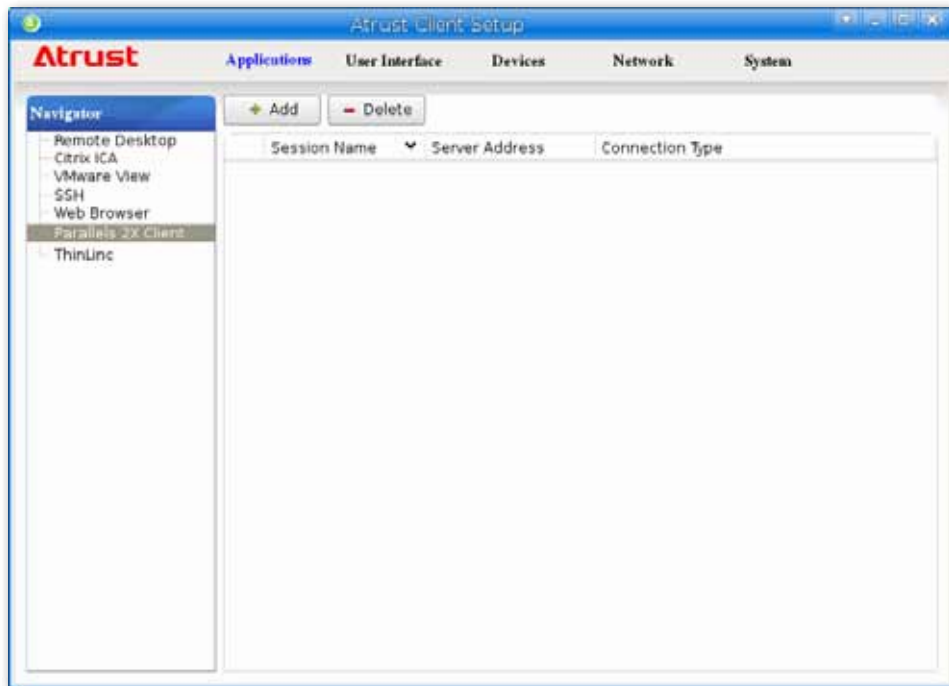 Atrust Client Setup
Atrust
Applications User Interface Devices Network System
Navigator
Remote Desktop
Citrix ICA
VMware View
SSH
Web Browser
Parallels 2X Client
ThinLinc
Add Delete
Session Name Server Address Connection Type